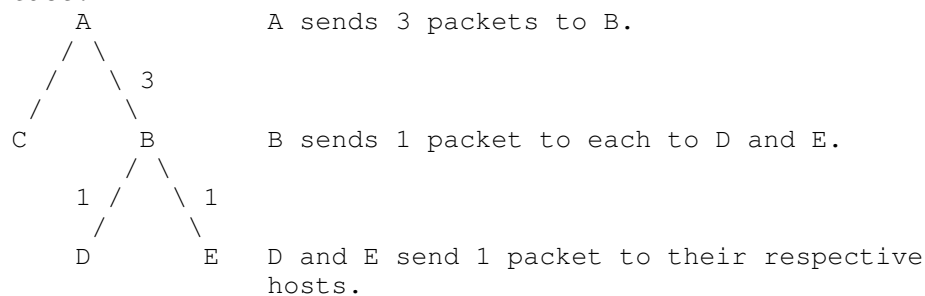 A A sends 3 packets to B.
3
C B B sends 1 packet to each to D and E.
1 1
D E D and E send 1 packet to their respective
hosts.